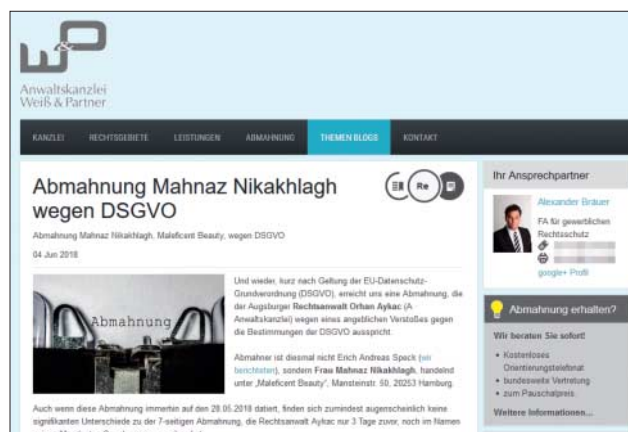 W&P
Anwaltskanzlei
Weiß & Partner
KANZLEI RECHTSGEBIETE LEISTUNGEN ABMAHNUNG THEMEN BLOGS KONTAKT
Abmahnung Mahnaz Nikakhlagh
wegen DSGVO
Re
Abmahnung Mahnaz Nikakhlagh, Maleficent Beauty, wegen DSGVO
04 Jun 2018
Abmahnung
Und wieder, kurz nach Geltung der EU-Datenschutz-
Grundverordnung (DSGVO), erreicht uns eine Abmahnung, die
der Augsburger Rechtsanwalt Orhan Aykac (A
Anwaltskanzlei) wegen eines angeblichen Verstoßes gegen
die Bestimmungen der DSGVO ausspricht.
Abmahner ist diesmal nicht Erich Andreas Speck (wir
berichteten), sondern Frau Mahnaz Nikakhlagh, handelnd
unter „Maleficent Beauty", Mansteinstr. 50, 20253 Hamburg.
Auch wenn diese Abmahnung immerhin auf den 28.05.2018 datiert, finden sich zumindest augenscheinlich keine
signifikanten Unterschiede zu der 7-seitigen Abmahnung, die Rechtsanwalt Aykac nur 3 Tage zuvor, noch im Namen
Ihr Ansprechpartner
Alexander Bräuer
FA für gewerblichen
Rechtsschutz
google+ Profil
Abmahnung erhalten?
Wir beraten Sie sofort!
• Kostenloses
Orientierungstelefonat
• bundesweite Vertretung
• zum Pauschalpreis.
Weitere Informationen...